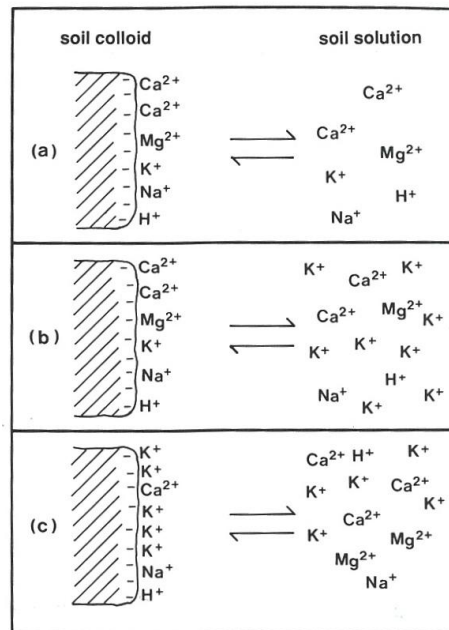 soil colloid soil solution
(a)
Ca2+
Ca2+
Mg2+
K+
Na+
H+
Ca2+
Ca2+
Mg2+
K+
H+
Na+
(b)
Ca2+
Ca2+
Mg2+
K+
Na+
H+
K+ K+
Ca2+
Ca2+ Mg2+ K+
K+ K+ K+
H+
Na+ K+ K+
(c)
K+
K+
Ca2+
K+
K+
K+
Na+
H+
Ca2+ H+ K+
K+ K+ Ca2+
K+
Ca2+
K+ Mg2+
Mg2+
Na+